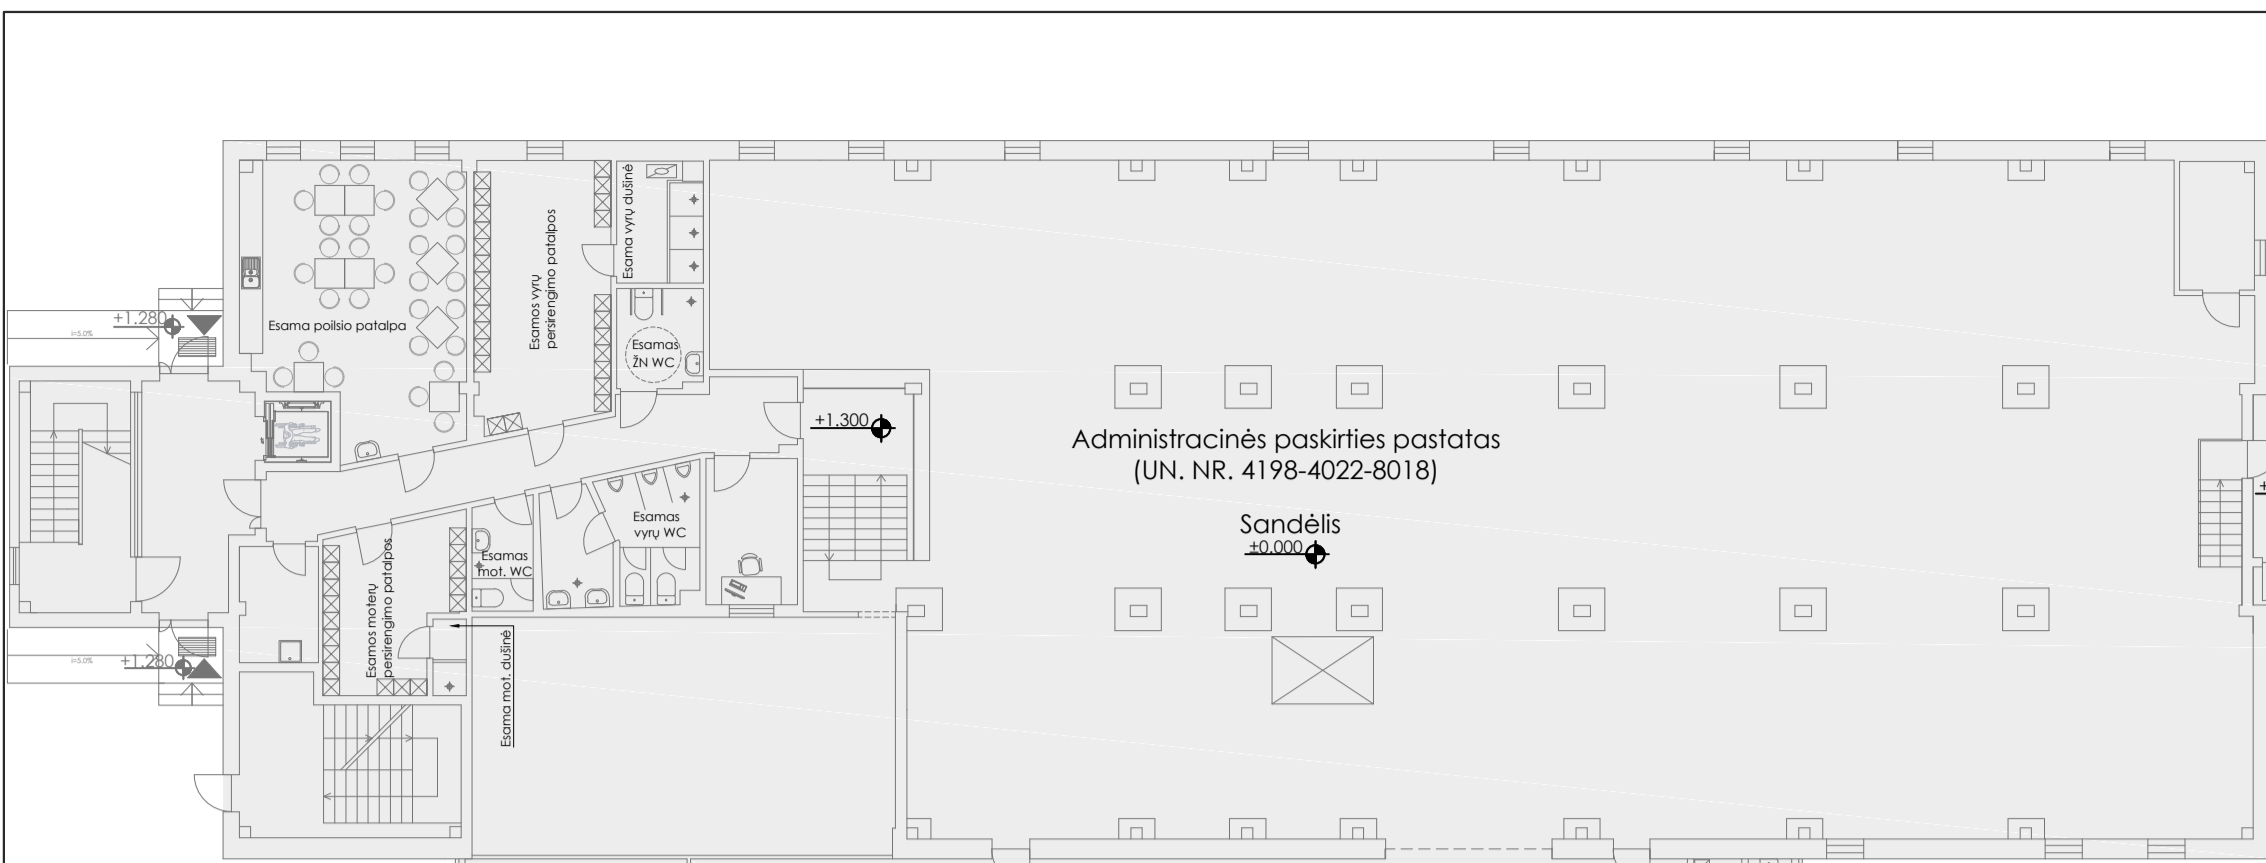 Esama vyrų dušinė
Esamos vyrų
persirengimo patalpos
+1.280
i=5.0%
Esama poilsio patalpa
Esamas
ŽN WC
+1.300
Administracinės paskirties pastatas
(UN. NR. 4198-4022-8018)
Sandėlis
±0.000
Esamas
vyrų WC
Esamas
mot. WC
Esamos moterų
persirengimo patalpos
Esama mot. dušinė
+1.280
i=5.0%